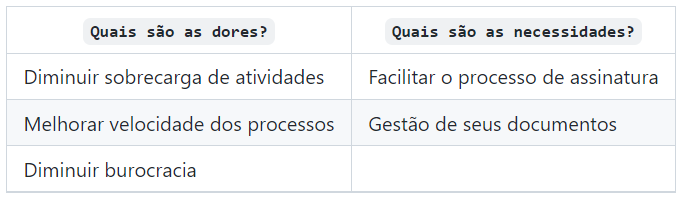 Quais são as dores? Quais são as necessidades?
Diminuir sobrecarga de atividades Facilitar o processo de assinatura
Melhorar velocidade dos processos Gestão de seus documentos
Diminuir burocracia